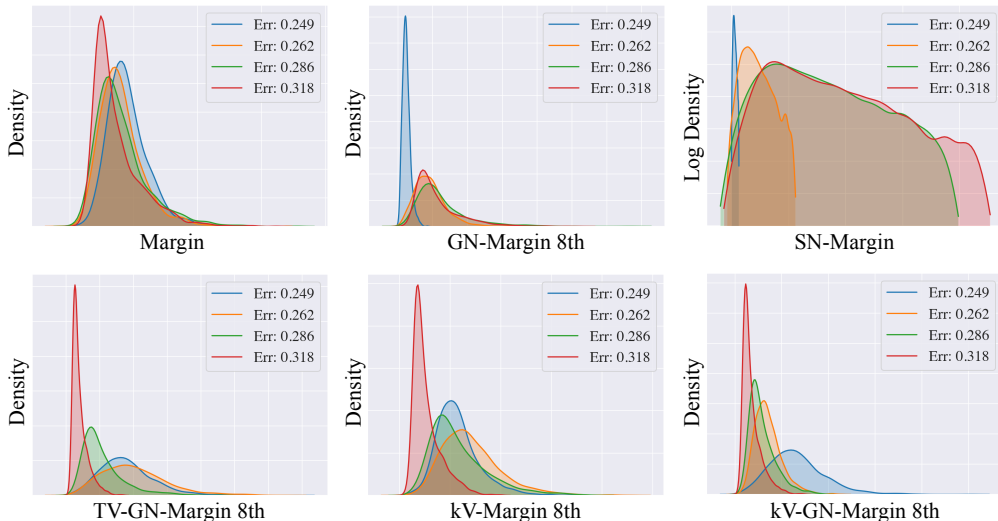 Density
Err: 0.249
Err: 0.262
Err: 0.286
Err: 0.318
Margin
Density
Err: 0.249
Err: 0.262
Err: 0.286
Err: 0.318
GN-Margin 8th
Log Density
Err: 0.249
Err: 0.262
Err: 0.286
Err: 0.318
SN-Margin
Density
Err: 0.249
Err: 0.262
Err: 0.286
Err: 0.318
TV-GN-Margin 8th
Density
Err: 0.249
Err: 0.262
Err: 0.286
Err: 0.318
kV-Margin 8th
Density
Err: 0.249
Err: 0.262
Err: 0.286
Err: 0.318
kV-GN-Margin 8th